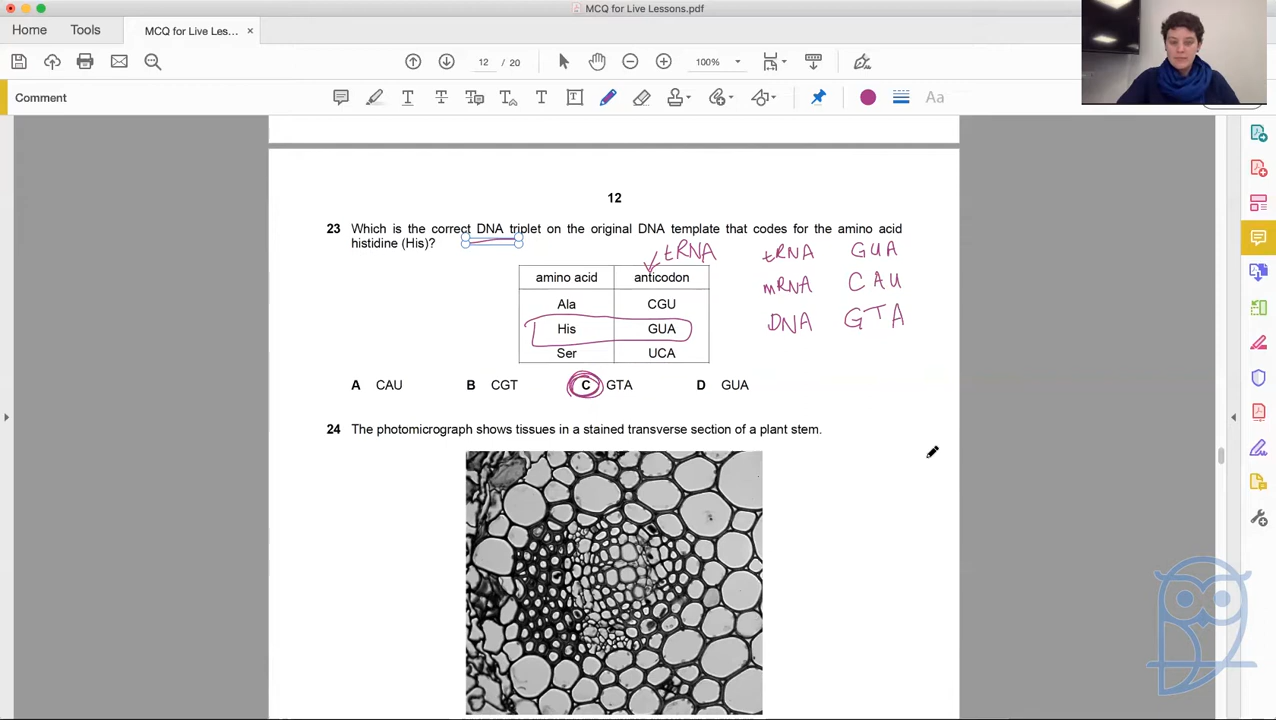 MCQ for Live Lessons.pdf
Home Tools MCQ for Live Les... ×
12 / 20 100%
Comment Aa
12
23 Which is the correct DNA triplet on the original DNA template that codes for the amino acid
histidine (His)?
tRNA
tRNA GUA
mRNA CAU
DNA GTA
amino acid anticodon
Ala CGU
His GUA
Ser UCA
A CAU B CGT C GTA D GUA
24 The photomicrograph shows tissues in a stained transverse section of a plant stem.